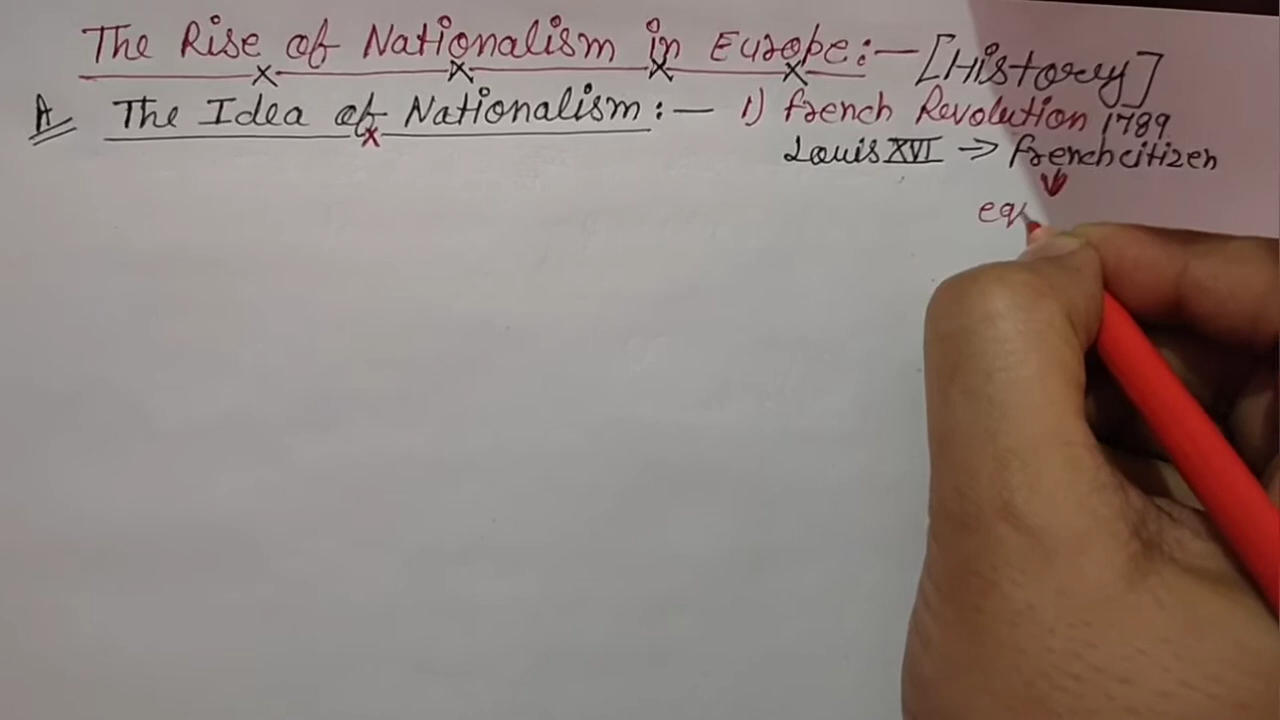 The Rise of Nationalism in Europe:— [History]
A The Idea of Nationalism:— 1) French Revolution 1789
Louis XVI → French citizen
eq